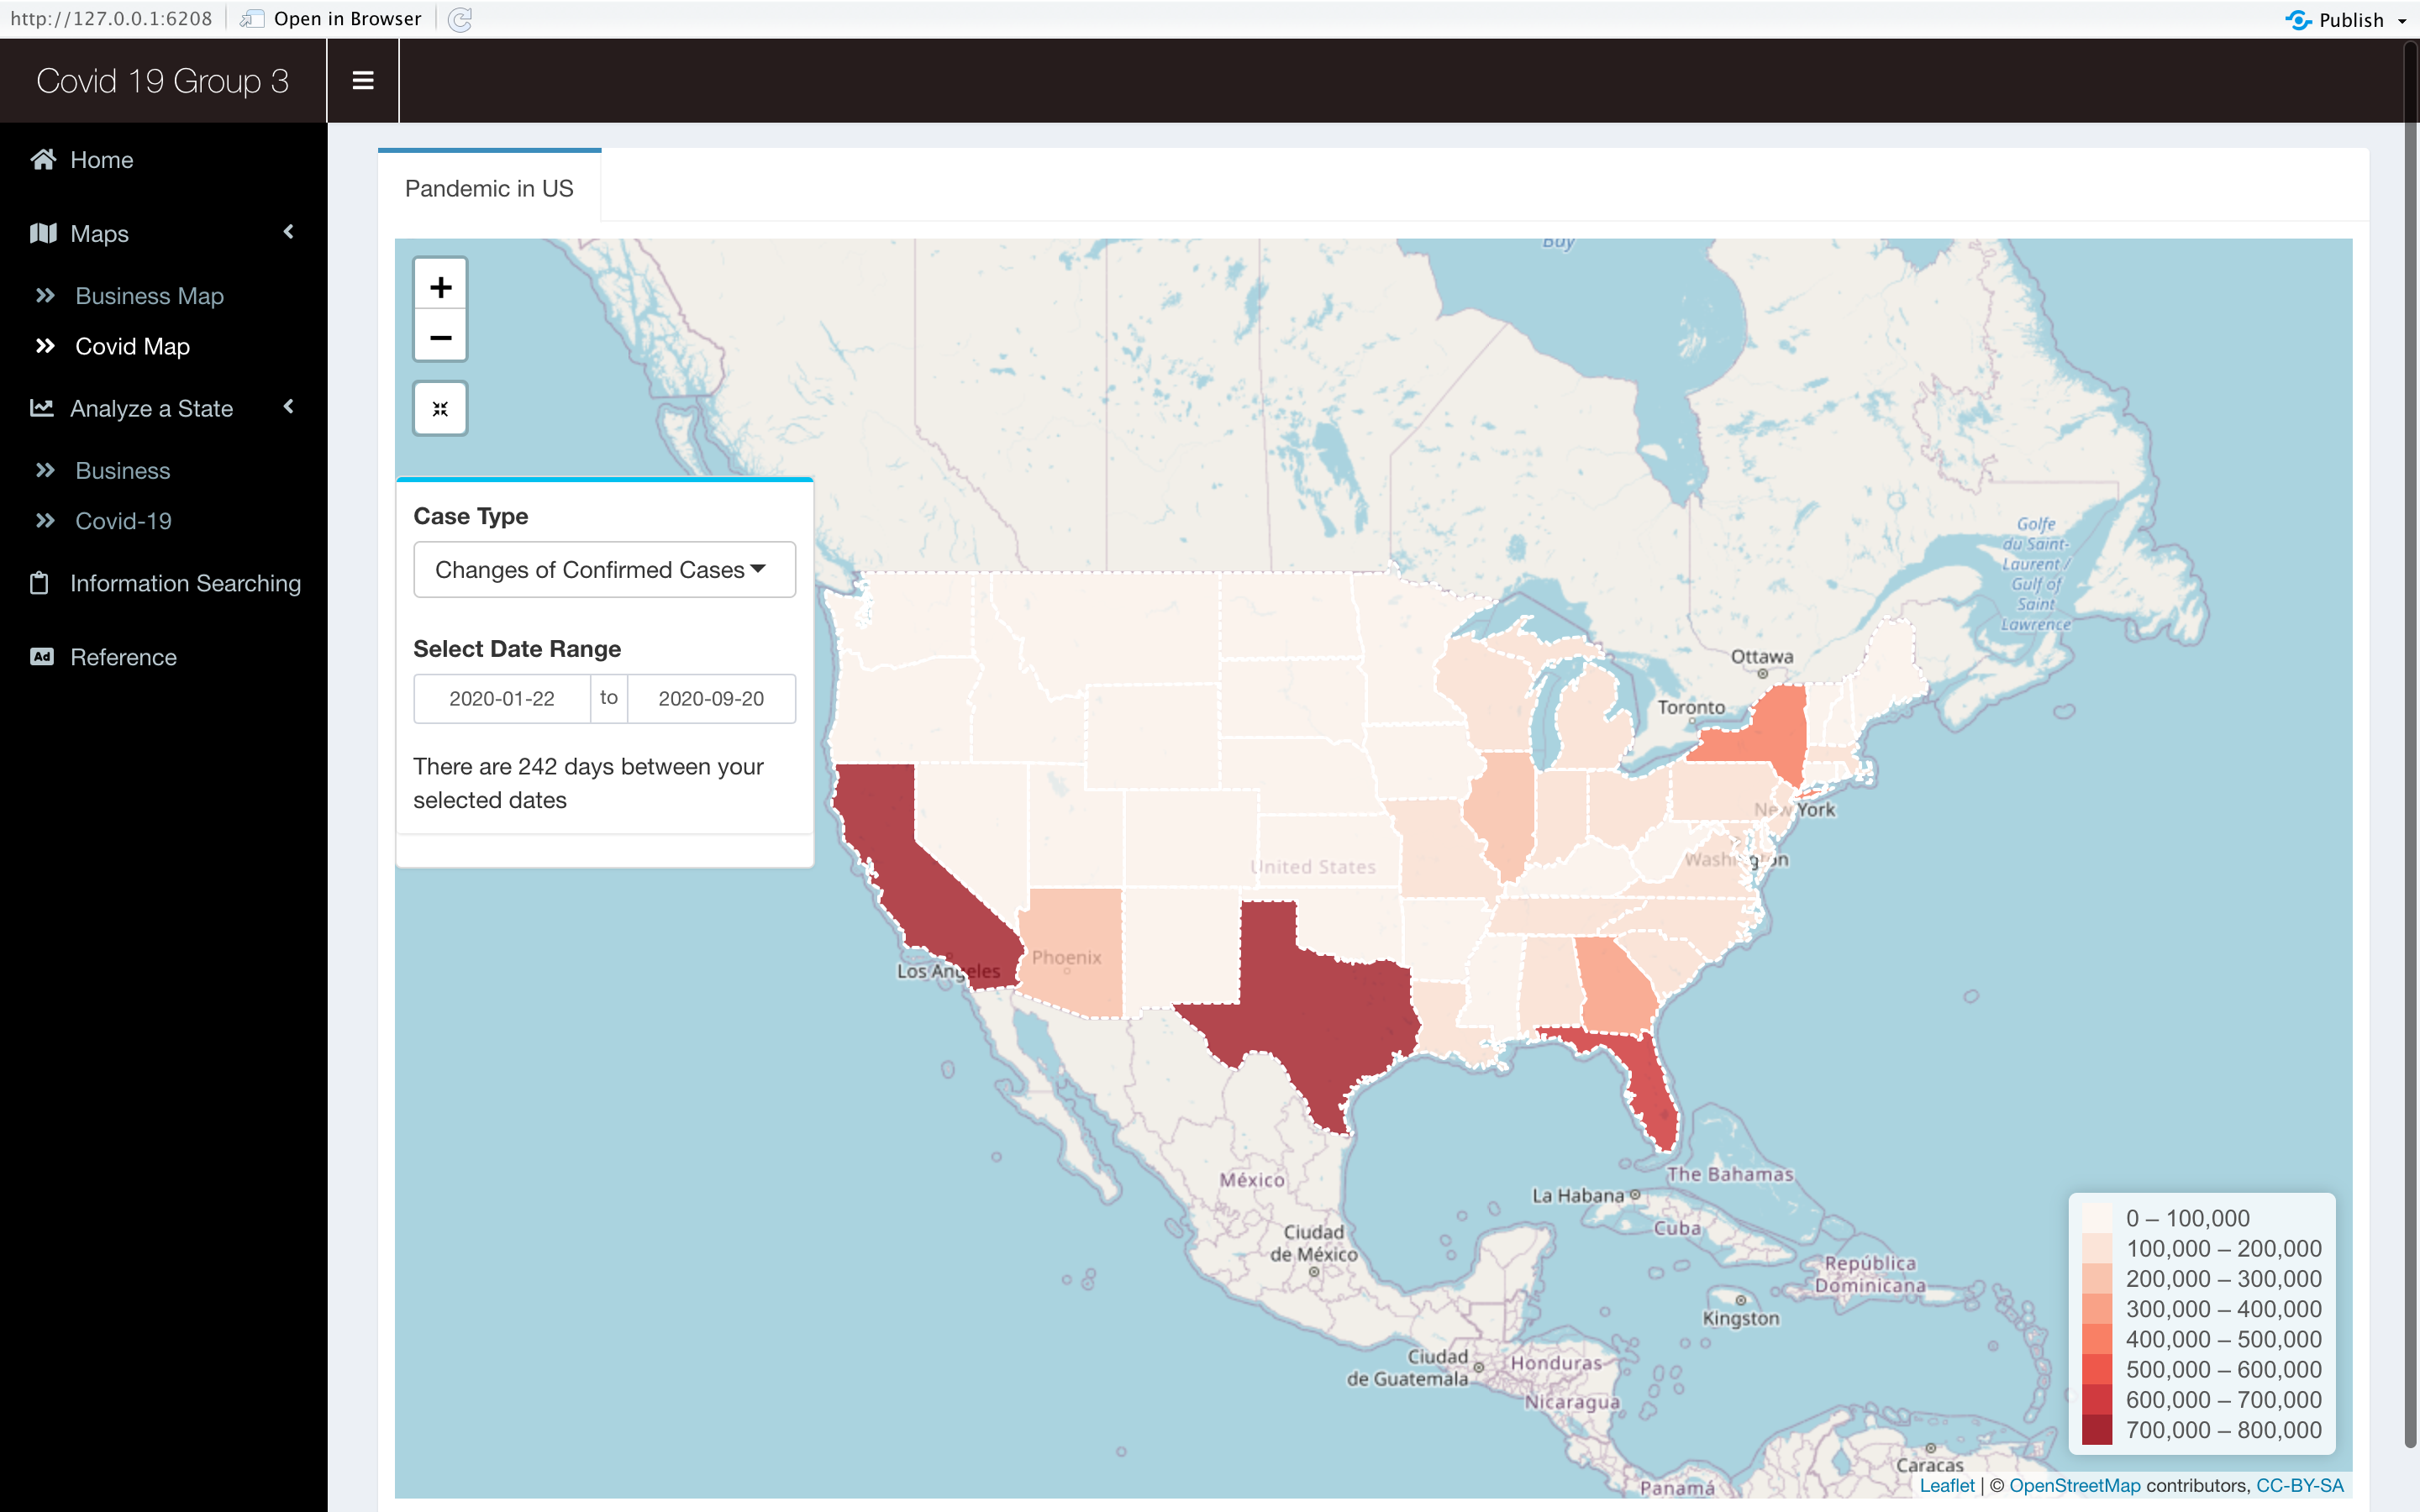 http://127.0.0.1:6208
Open in Browser
Publish
Covid 19 Group 3
Home
Maps
Business Map
Covid Map
Analyze a State
Business
Covid-19
Information Searching
Ad Reference
Pandemic in US
+
−
Case Type
Changes of Confirmed Cases
Select Date Range
2020-01-22 to 2020-09-20
There are 242 days between your
selected dates
Bay
Golfe
du Saint-
Laurent /
Gulf of
Saint
Lawrence
Ottawa
Toronto
New York
Washington
United States
Phoenix
Los Angeles
México
Ciudad
de México
La Habana
The Bahamas
Cuba
República
Dominicana
Kingston
Ciudad
de Guatemala
Honduras
Nicaragua
Caracas
Panamá
0 – 100,000
100,000 – 200,000
200,000 – 300,000
300,000 – 400,000
400,000 – 500,000
500,000 – 600,000
600,000 – 700,000
700,000 – 800,000
Leaflet | © OpenStreetMap contributors, CC-BY-SA